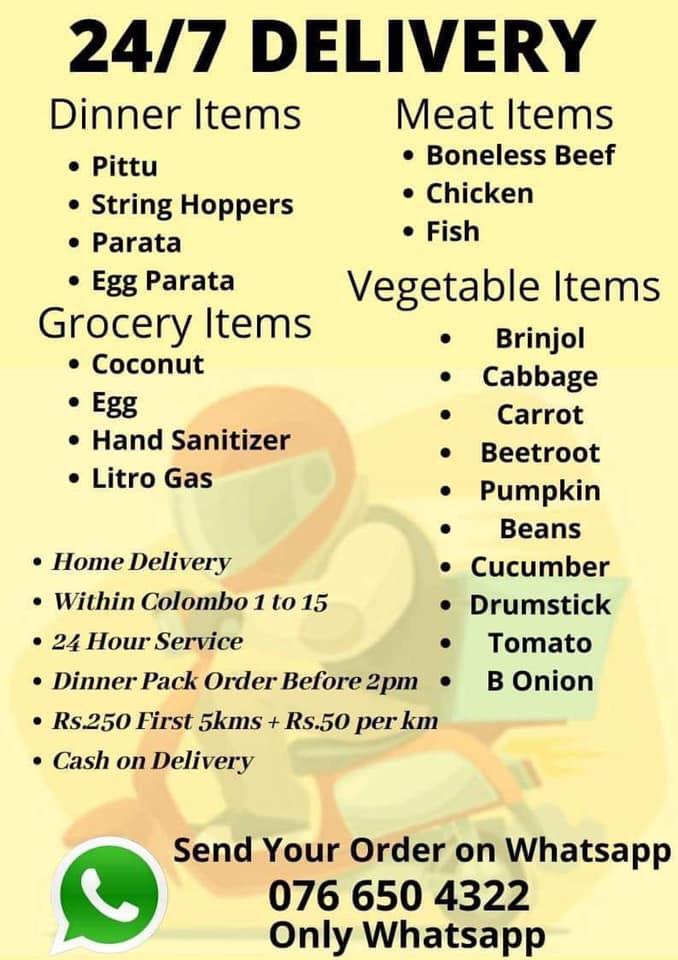 24/7 DELIVERY
Dinner Items
• Pittu
• String Hoppers
• Parata
• Egg Parata
Grocery Items
• Coconut
• Egg
• Hand Sanitizer
• Litro Gas
Meat Items
• Boneless Beef
• Chicken
• Fish
Vegetable Items
• Brinjol
• Cabbage
• Carrot
• Beetroot
• Pumpkin
• Beans
• Cucumber
• Drumstick
• Tomato
• B Onion
• Home Delivery
• Within Colombo 1 to 15
• 24 Hour Service
• Dinner Pack Order Before 2pm
• Rs.250 First 5kms + Rs.50 per km
• Cash on Delivery
Send Your Order on Whatsapp
076 650 4322
Only Whatsapp